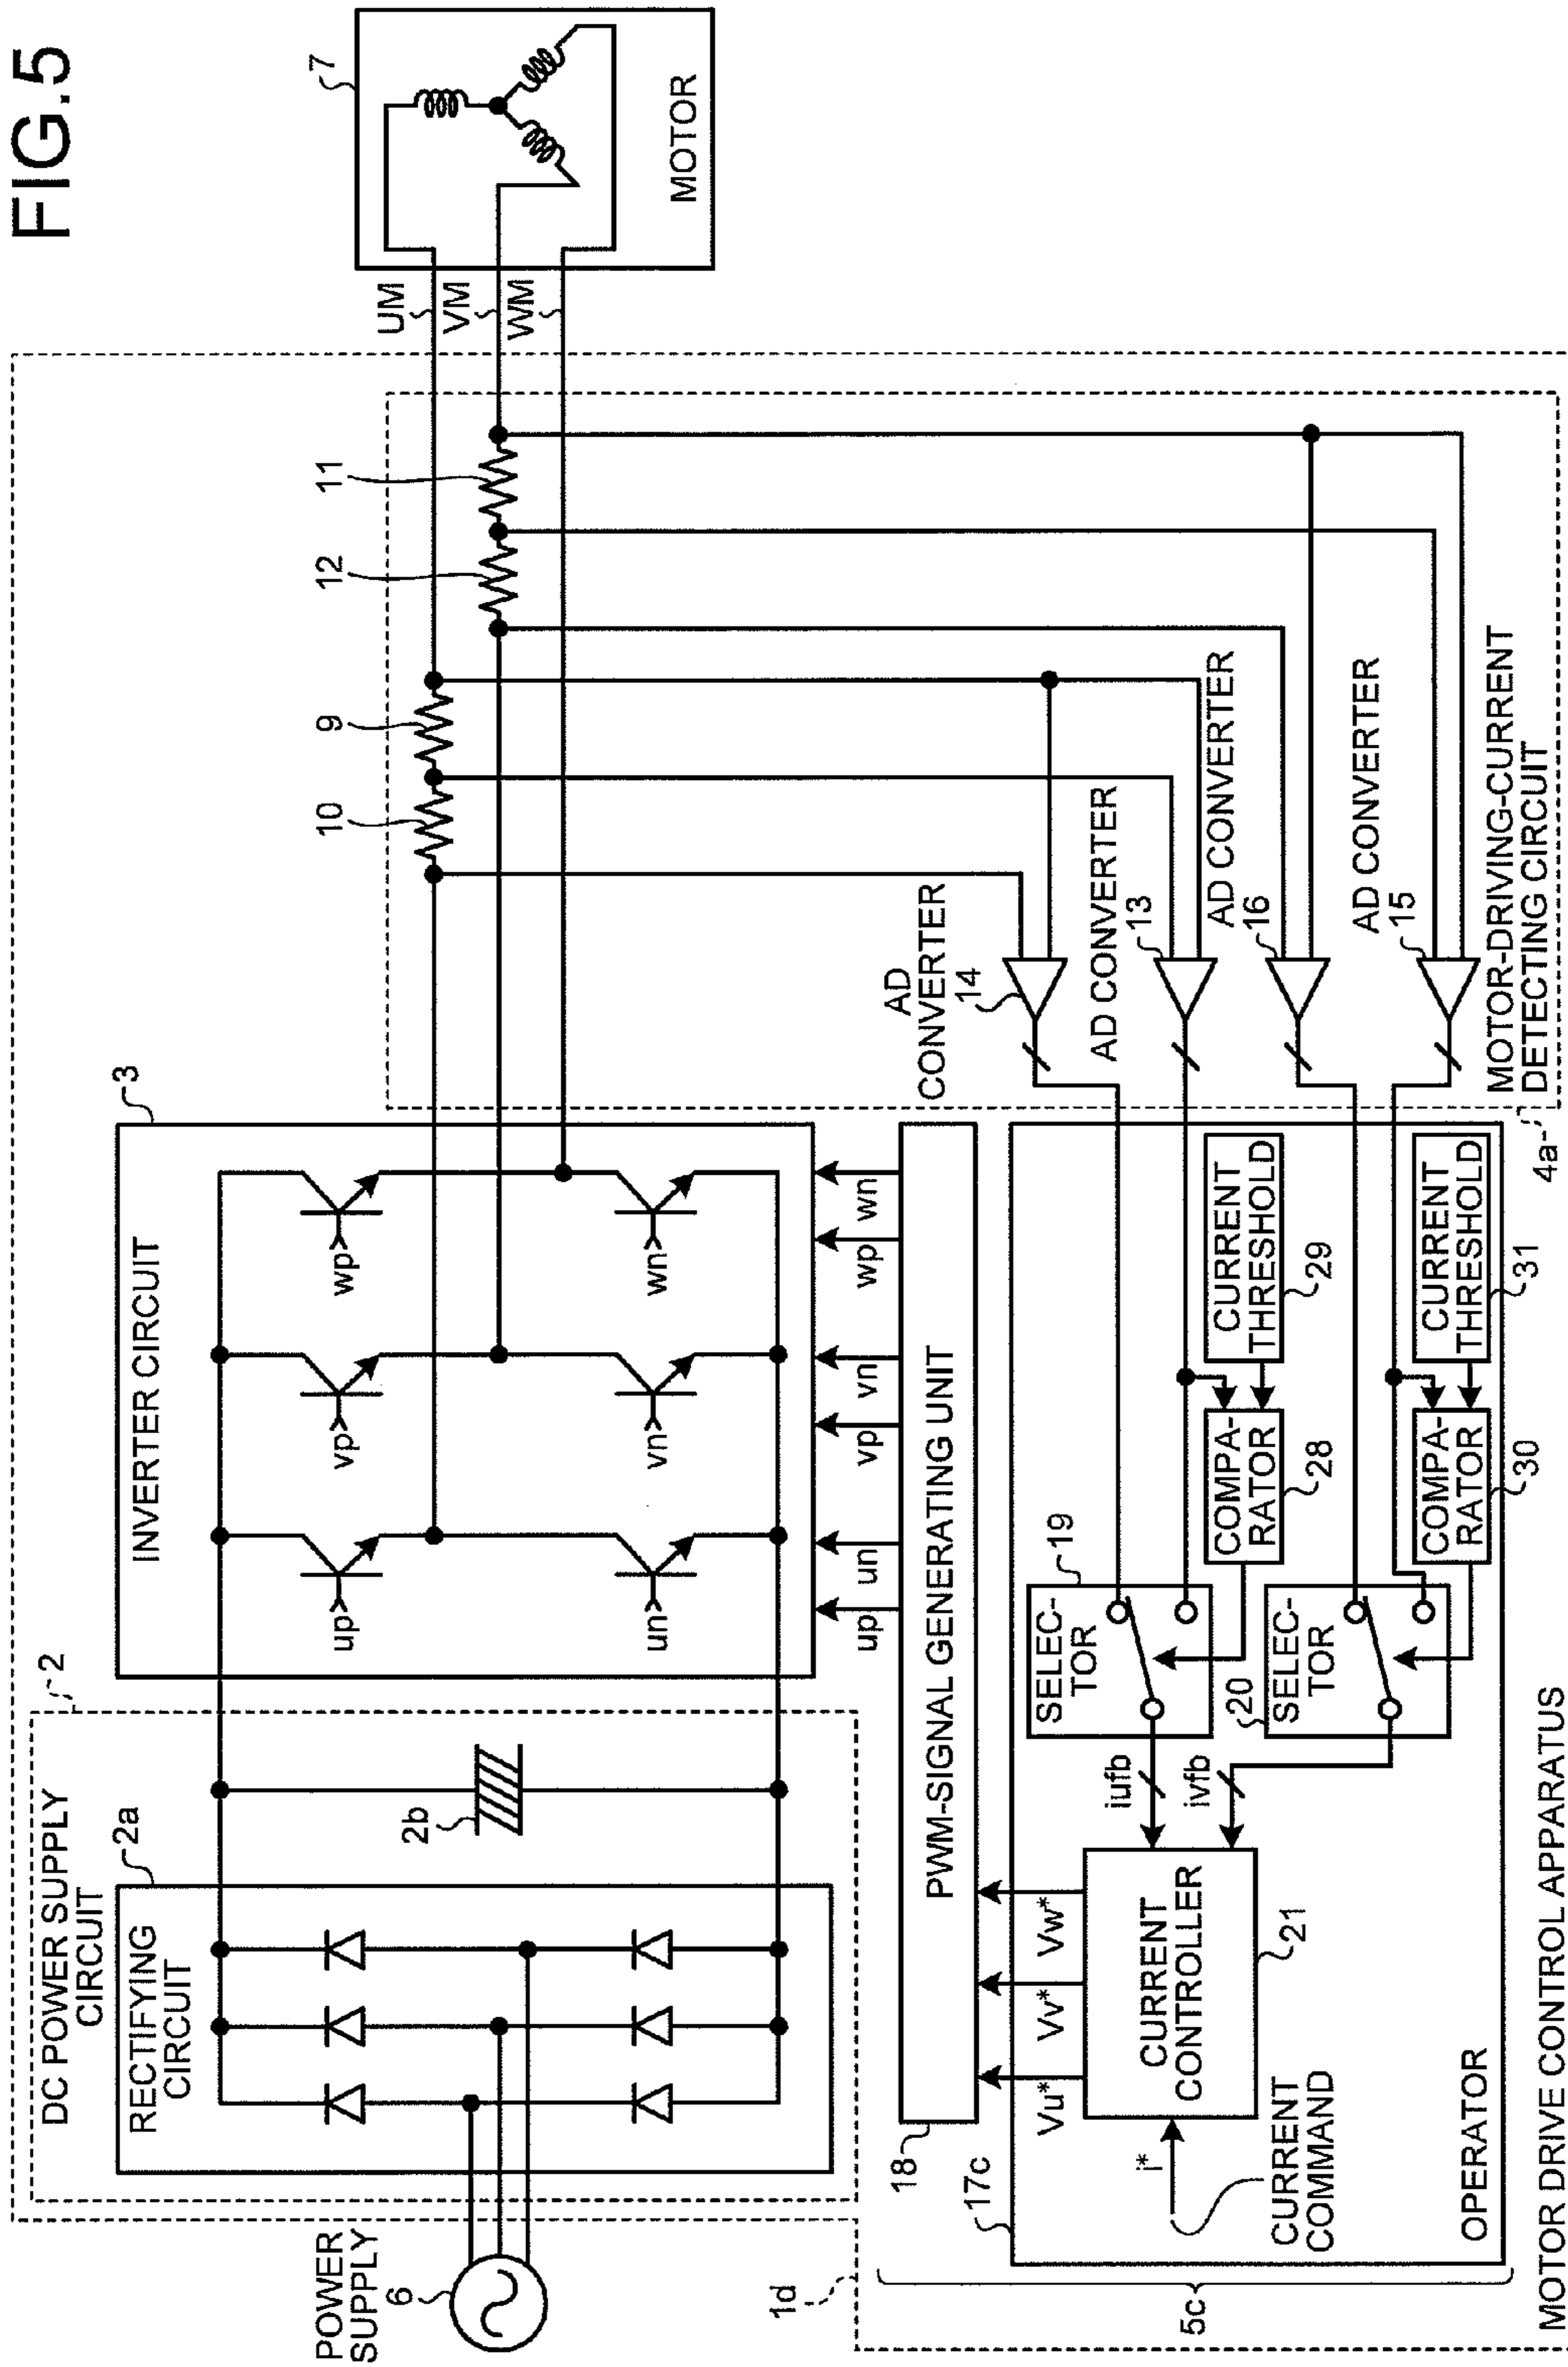 FIG.5
MOTOR DRIVE CONTROL APPARATUS
1d
POWER
SUPPLY
6
DC POWER SUPPLY
CIRCUIT
2
RECTIFYING
CIRCUIT
2a
2b
INVERTER CIRCUIT
3
up
vp
wp
un
vn
wn
up
un
vp
vn
wp
wn
PWM-SIGNAL GENERATING UNIT
18
17c
5c
Vu*
Vv*
Vw*
CURRENT
CONTROLLER
21
i*
CURRENT
COMMAND
OPERATOR
iufb
ivfb
SELEC-
TOR
19
SELEC-
TOR
20
COMPA-
RATOR
28
CURRENT
THRESHOLD
29
COMPA-
RATOR
30
CURRENT
THRESHOLD
31
4a
MOTOR-DRIVING-CURRENT
DETECTING CIRCUIT
AD
CONVERTER
14
AD CONVERTER
13
AD CONVERTER
16
AD CONVERTER
15
10
9
12
11
UM
VM
WM
7
MOTOR